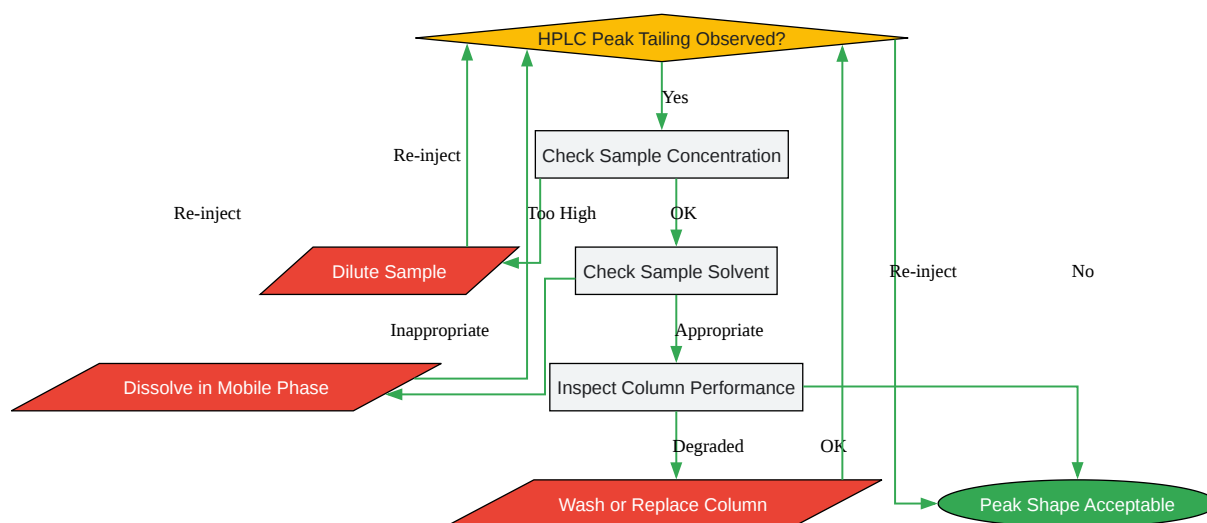 HPLC Peak Tailing Observed?
Yes
Check Sample Concentration
Re-inject
Re-inject
Too High
OK
Dilute Sample
Check Sample Solvent
Re-inject
No
Inappropriate
Appropriate
Dissolve in Mobile Phase
Inspect Column Performance
Degraded
OK
Wash or Replace Column
Peak Shape Acceptable